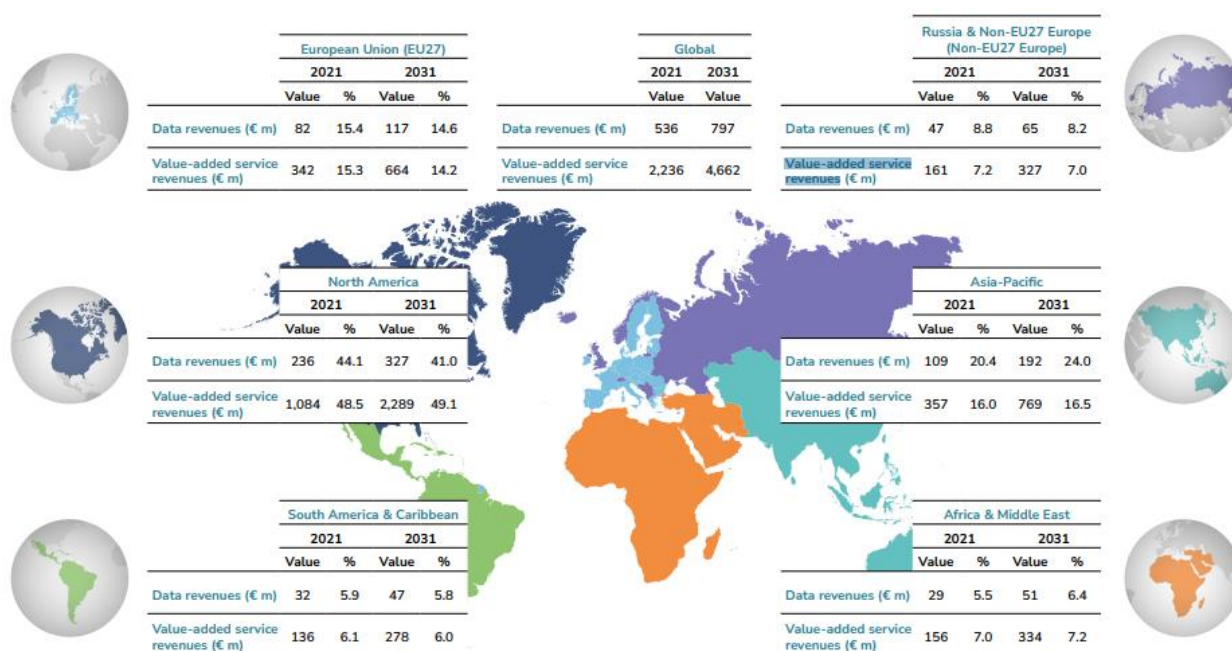 European Union (EU27)
2021 2031
Value % Value %
Data revenues (€ m) 82 15.4 117 14.6
Value-added service
revenues (€ m) 342 15.3 664 14.2
Global
2021 2031
Value Value
Data revenues (€ m) 536 797
Value-added service
revenues (€ m) 2,236 4,662
Russia & Non-EU27 Europe
(Non-EU27 Europe)
2021 2031
Value % Value %
Data revenues (€ m) 47 8.8 65 8.2
Value-added service
revenues (€ m) 161 7.2 327 7.0
North America
2021 2031
Value % Value %
Data revenues (€ m) 236 44.1 327 41.0
Value-added service
revenues (€ m) 1,084 48.5 2,289 49.1
Asia-Pacific
2021 2031
Value % Value %
Data revenues (€ m) 109 20.4 192 24.0
Value-added service
revenues (€ m) 357 16.0 769 16.5
South America & Caribbean
2021 2031
Value % Value %
Data revenues (€ m) 32 5.9 47 5.8
Value-added service
revenues (€ m) 136 6.1 278 6.0
Africa & Middle East
2021 2031
Value % Value %
Data revenues (€ m) 29 5.5 51 6.4
Value-added service
revenues (€ m) 156 7.0 334 7.2